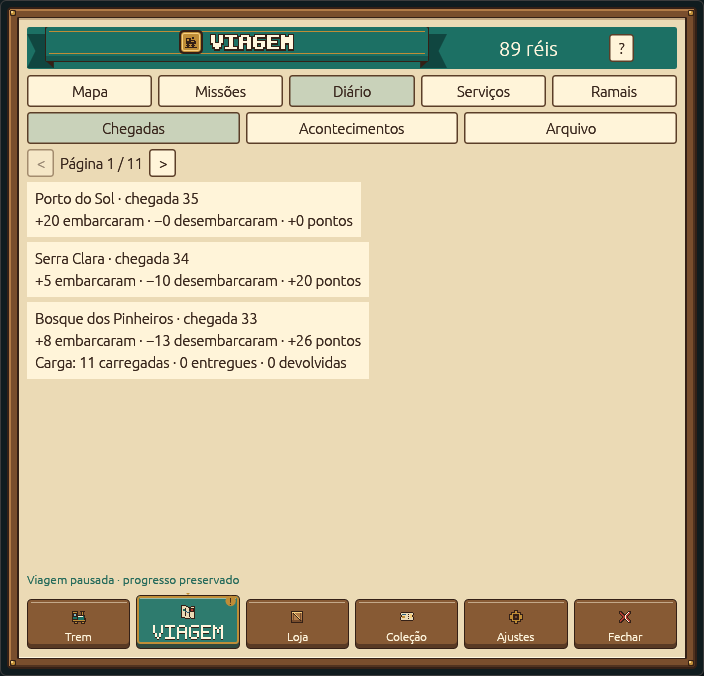 VIAGEM
89 réis
?
Mapa
Missões
Diário
Serviços
Ramais
Chegadas
Acontecimentos
Arquivo
< Página 1 / 11 >
Porto do Sol · chegada 35
+20 embarcaram · −0 desembarcaram · +0 pontos
Serra Clara · chegada 34
+5 embarcaram · −10 desembarcaram · +20 pontos
Bosque dos Pinheiros · chegada 33
+8 embarcaram · −13 desembarcaram · +26 pontos
Carga: 11 carregadas · 0 entregues · 0 devolvidas
Viagem pausada · progresso preservado
!
Trem
VIAGEM
Loja
Coleção
Ajustes
Fechar